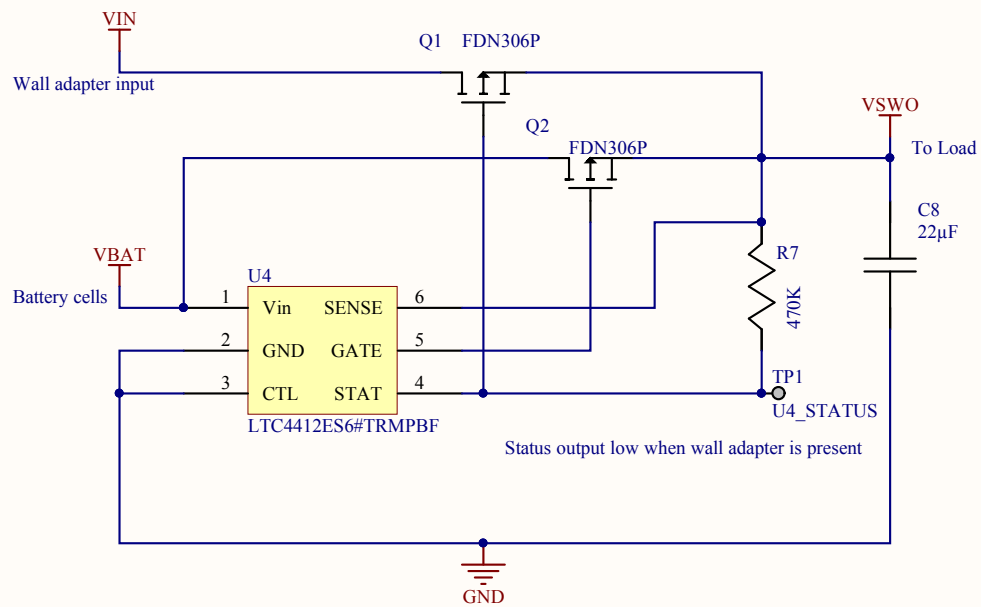 VIN
Q1 FDN306P
Wall adapter input
VSWO
Q2
FDN306P
To Load
C8
22µF
VBAT
R7
470K
Battery cells
U4
1 Vin SENSE 6
2 GND GATE 5
3 CTL STAT 4
LTC4412ES6#TRMPBF
TP1
U4_STATUS
Status output low when wall adapter is present
GND